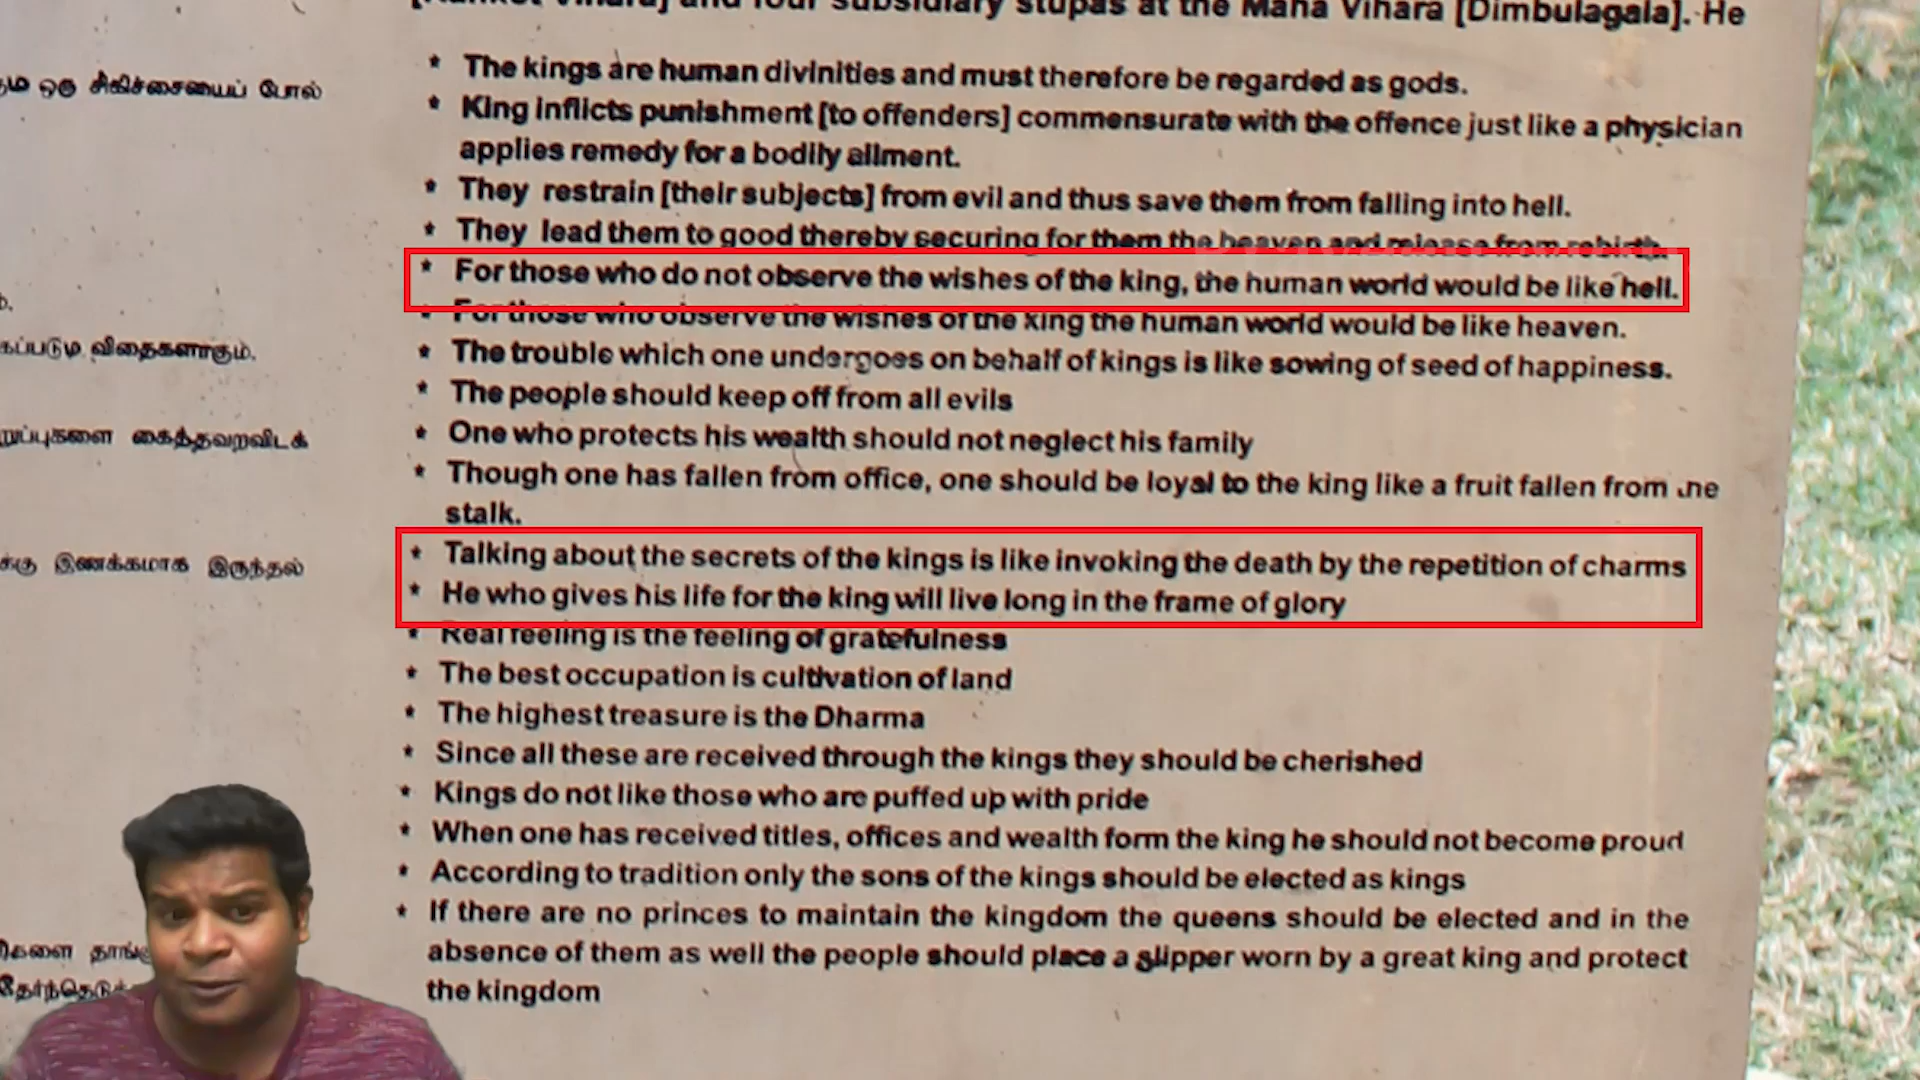 [Ranket Vihara] and four subsidiary stupas at the Maha Vihara [Dimbulagala]. He
* The kings are human divinities and must therefore be regarded as gods.
ஒரு சிகிச்சையைப் போல்
* King inflicts punishment [to offenders] commensurate with the offence just like a physician
applies remedy for a bodily ailment.
* They restrain [their subjects] from evil and thus save them from falling into hell.
* They lead them to good thereby securing for them the heaven and release from rebirth.
* For those who do not observe the wishes of the king, the human world would be like hell.
* For those who observe the wishes of the king the human world would be like heaven.
விதைகளாகும்.
* The trouble which one undergoes on behalf of kings is like sowing of seed of happiness.
* The people should keep off from all evils
கைத்தவறவிடக்
* One who protects his wealth should not neglect his family
* Though one has fallen from office, one should be loyal to the king like a fruit fallen from the
stalk.
* Talking about the secrets of the kings is like invoking the death by the repetition of charms
இணக்கமாக இருந்தல்
* He who gives his life for the king will live long in the frame of glory
* Real feeling is the feeling of gratefulness
* The best occupation is cultivation of land
* The highest treasure is the Dharma
* Since all these are received through the kings they should be cherished
* Kings do not like those who are puffed up with pride
* When one has received titles, offices and wealth form the king he should not become proud
* According to tradition only the sons of the kings should be elected as kings
* If there are no princes to maintain the kingdom the queens should be elected and in the
absence of them as well the people should place a slipper worn by a great king and protect
the kingdom